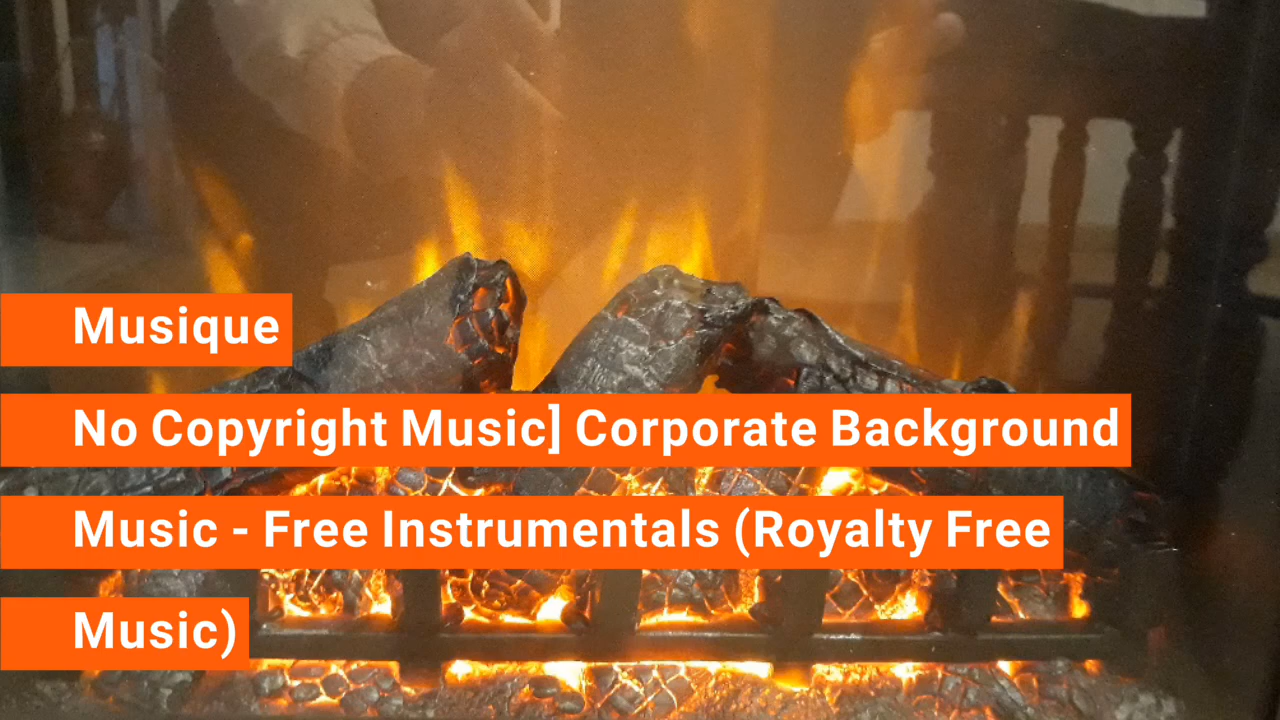 Musique
No Copyright Music] Corporate Background
Music - Free Instrumentals (Royalty Free
Music)